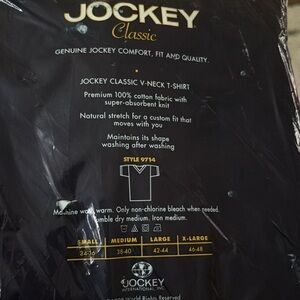 JOCKEY
Classic
GENUINE JOCKEY COMFORT, FIT AND QUALITY.
JOCKEY CLASSIC V-NECK T-SHIRT
Premium 100% cotton fabric with
super-absorbent knit
Natural stretch for a custom fit that
moves with you
Maintains its shape
washing after washing
STYLE 9714
Machine wash warm. Only non-chlorine bleach when needed.
Tumble dry medium. Iron medium.
SMALL MEDIUM LARGE X-LARGE
34-36 38-40 42-44 46-48
JOCKEY
INTERNATIONAL, INC.
World Rights Reserved